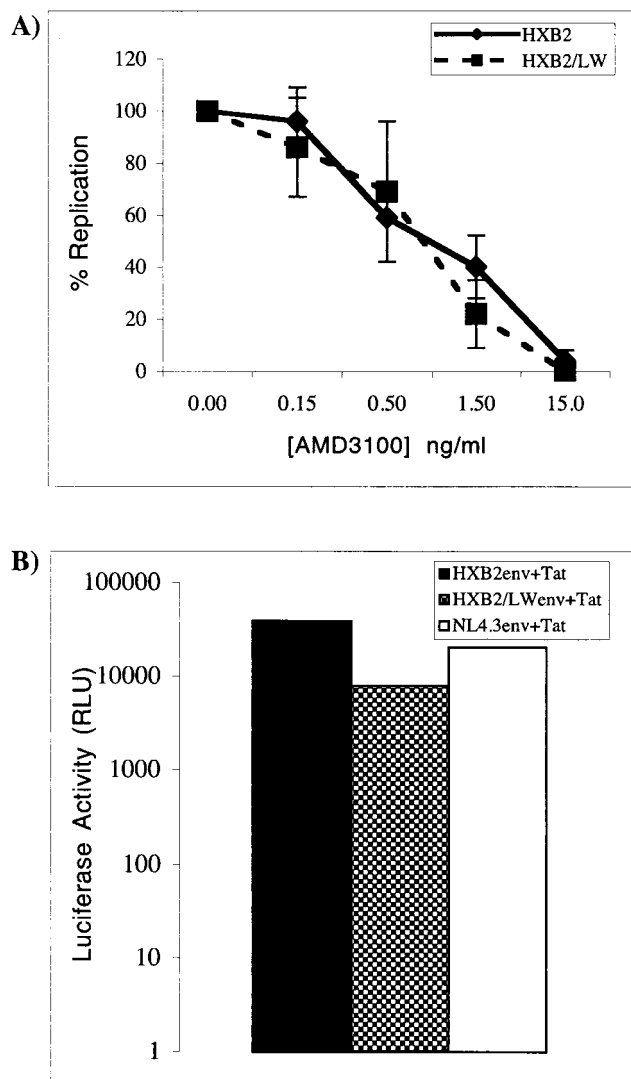 A)
HXB2
HXB2/LW
120
100
80
60
40
20
0
% Replication
0.00 0.15 0.50 1.50 15.0
[AMD3100] ng/ml
B)
HXB2env+Tat
HXB2/LWenv+Tat
NL4.3env+Tat
100000
10000
1000
100
10
1
Luciferase Activity (RLU)